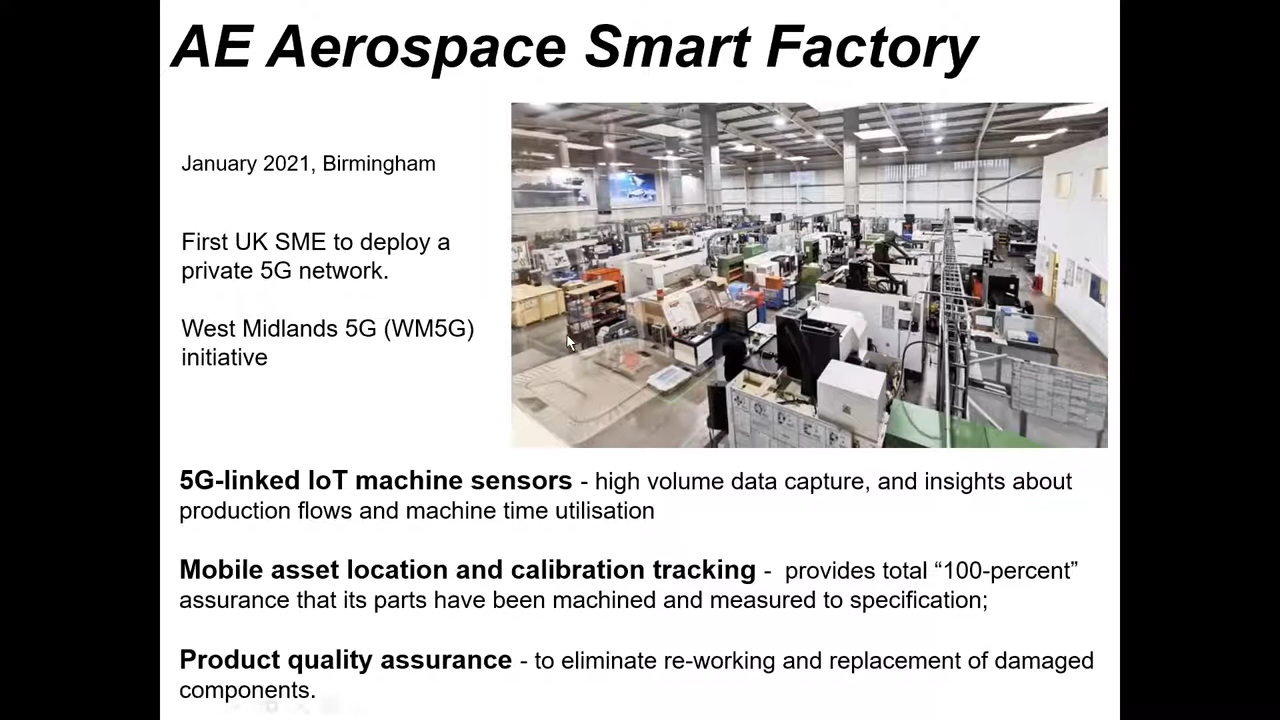 AE Aerospace Smart Factory
January 2021, Birmingham
First UK SME to deploy a
private 5G network.
West Midlands 5G (WM5G)
initiative
5G-linked IoT machine sensors - high volume data capture, and insights about
production flows and machine time utilisation
Mobile asset location and calibration tracking -  provides total “100-percent”
assurance that its parts have been machined and measured to specification;
Product quality assurance - to eliminate re-working and replacement of damaged
components.